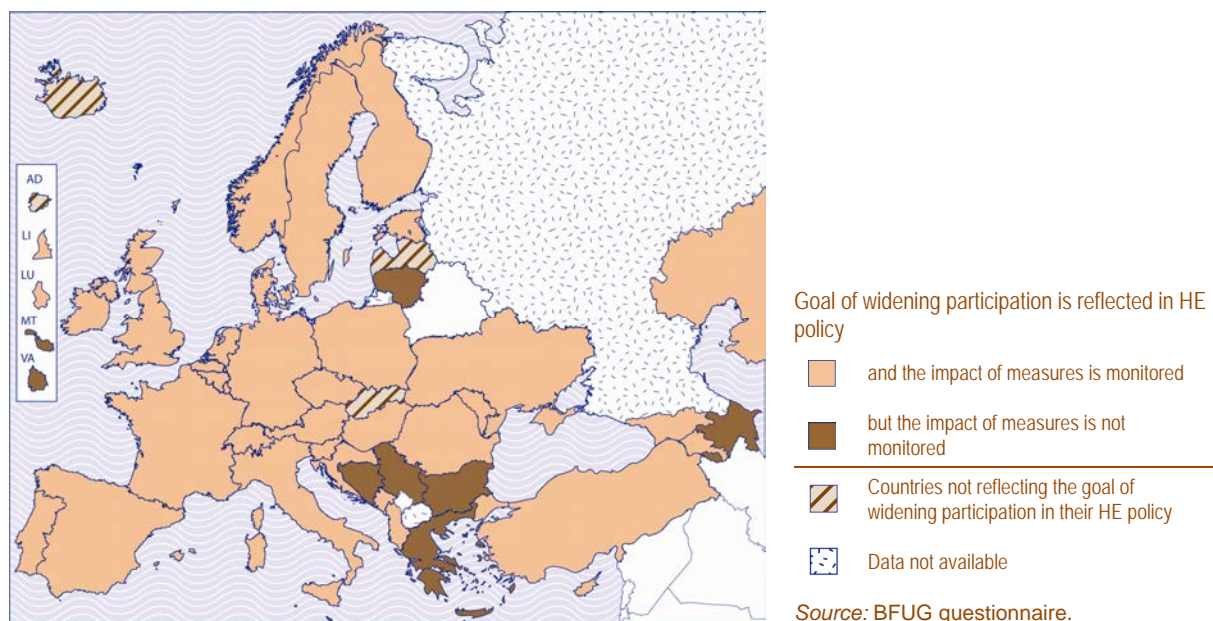 AD
LI
LU
MT
VA
Goal of widening participation is reflected in HE
policy
and the impact of measures is monitored
but the impact of measures is not
monitored
Countries not reflecting the goal of
widening participation in their HE policy
Data not available
Source: BFUG questionnaire.